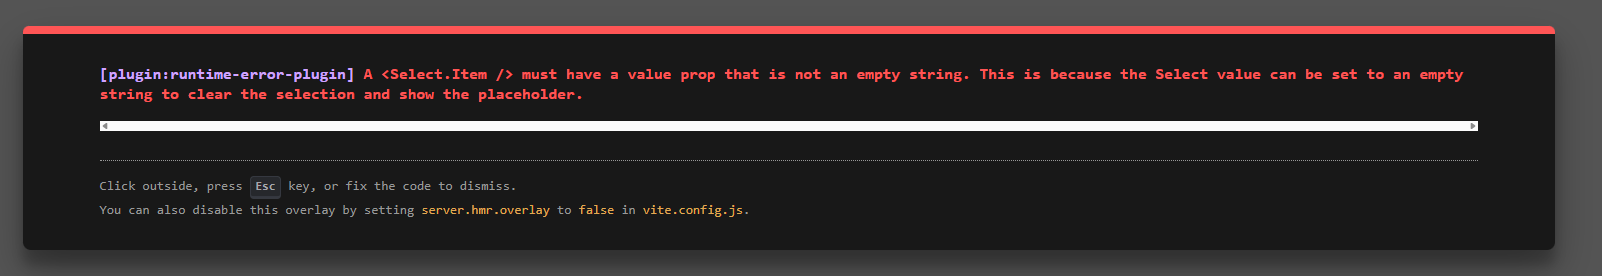 [plugin:runtime-error-plugin] A <Select.Item /> must have a value prop that is not an empty string. This is because the Select value can be set to an empty
string to clear the selection and show the placeholder.
Click outside, press Esc key, or fix the code to dismiss.
You can also disable this overlay by setting server.hmr.overlay to false in vite.config.js.